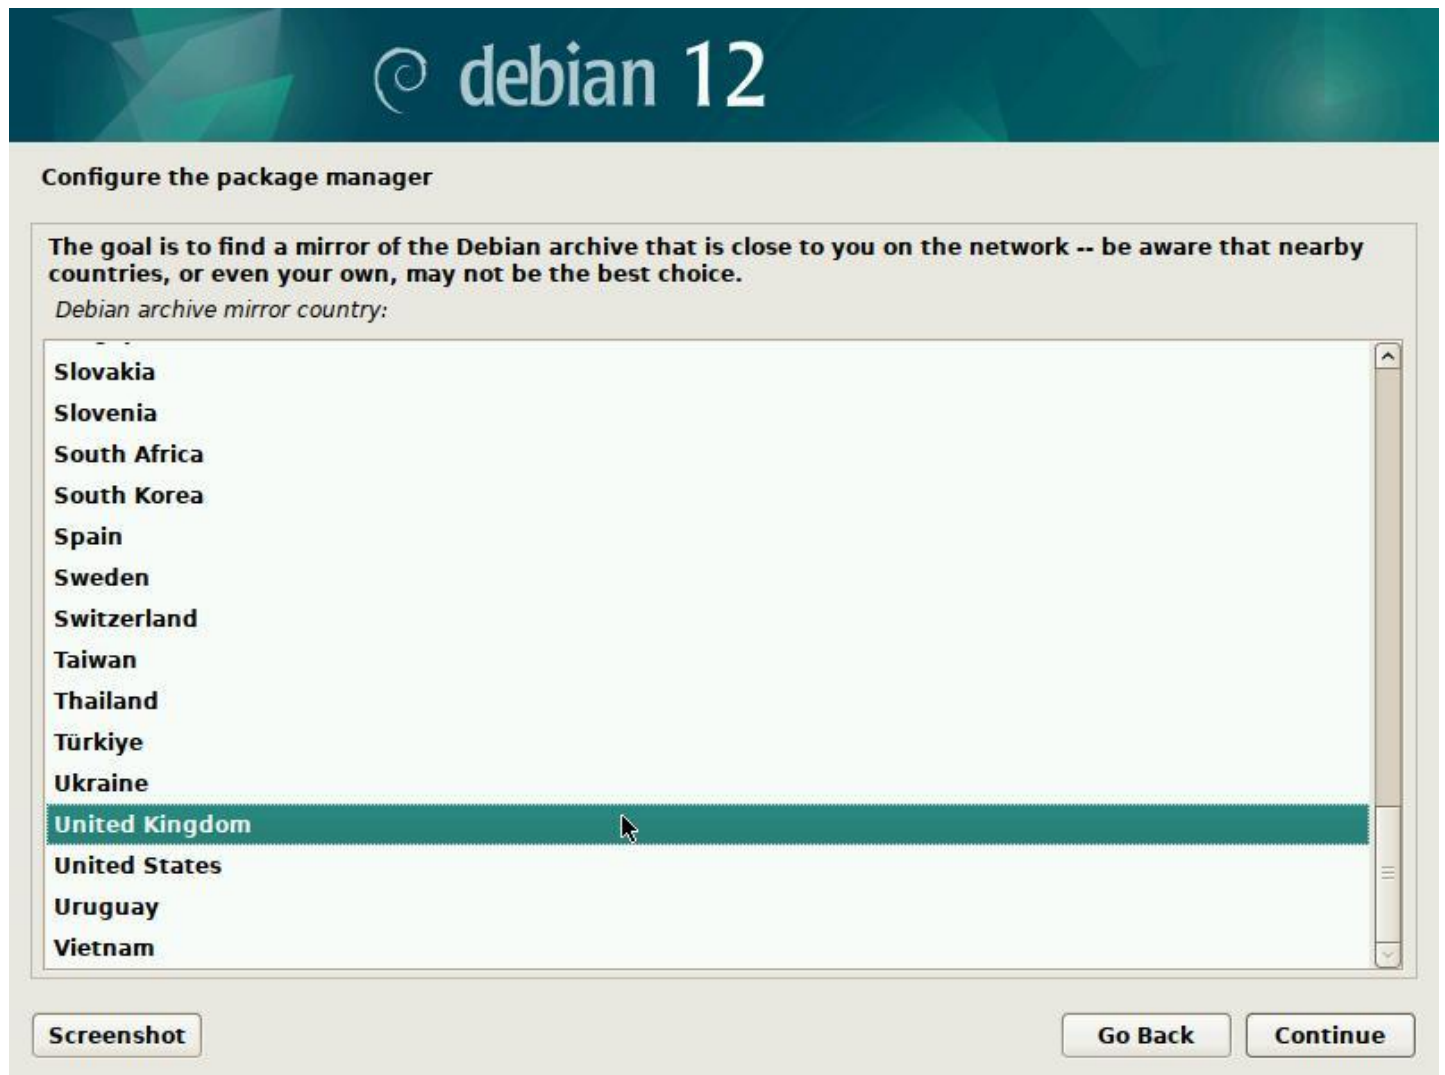 debian 12
Configure the package manager
The goal is to find a mirror of the Debian archive that is close to you on the network -- be aware that nearby
countries, or even your own, may not be the best choice.
Debian archive mirror country:
Slovakia
Slovenia
South Africa
South Korea
Spain
Sweden
Switzerland
Taiwan
Thailand
Türkiye
Ukraine
United Kingdom
United States
Uruguay
Vietnam
Screenshot
Go Back
Continue